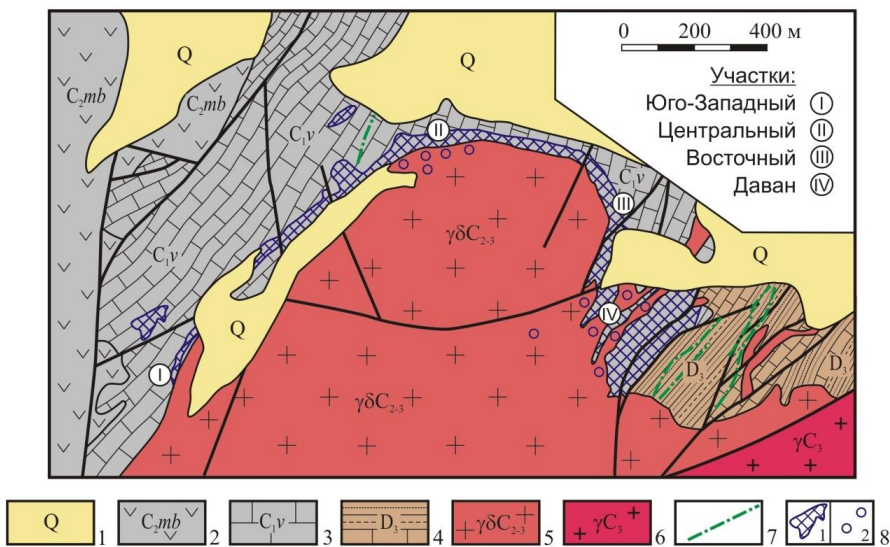 0 200 400 м
Участки:
Юго-Западный I
Центральный II
Восточный III
Даван IV
Q
Q
C₂mb
C₂mb
C₁v
II
C₁v
III
γδC₂₋₃
C₁v
Q
Q
IV
I
D₃
D₃
γδC₂₋₃
γC₃
Q 1 C₂mb 2 C₁v 3 D₃ 4 γδC₂₋₃ 5 γC₃ 6 7 1 2 8